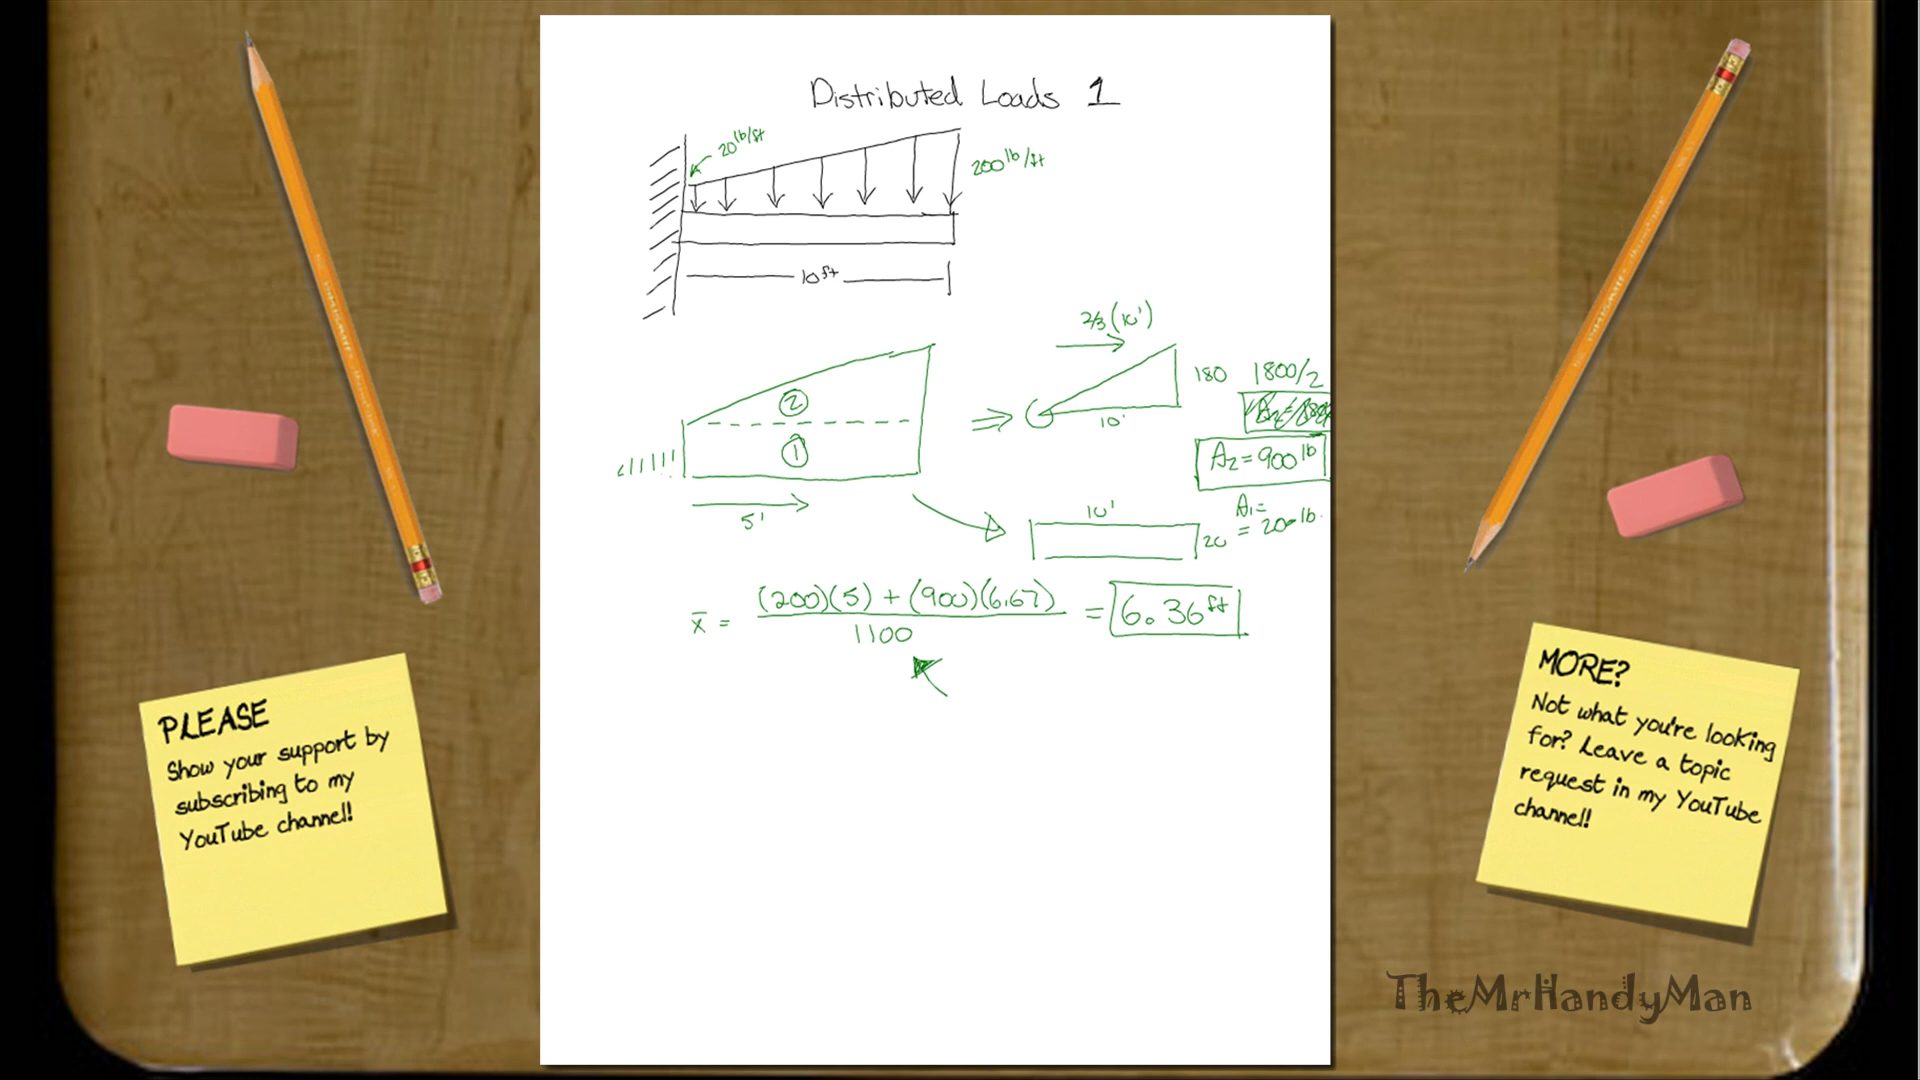 Distributed Loads 1
20 lb/ft
200 lb/ft
10 ft
2/3 (10')
180
1800/2
10'
A2 = 900 lb
②
①
5'
10'
20
A1 =
= 200 lb
x̄ = (200)(5) + (900)(6.67) / 1100 = 6.36 ft
PLEASE
Show your support by
subscribing to my
YouTube channel!
MORE?
Not what you're looking
for? Leave a topic
request in my YouTube
channel!
TheMrHandyMan